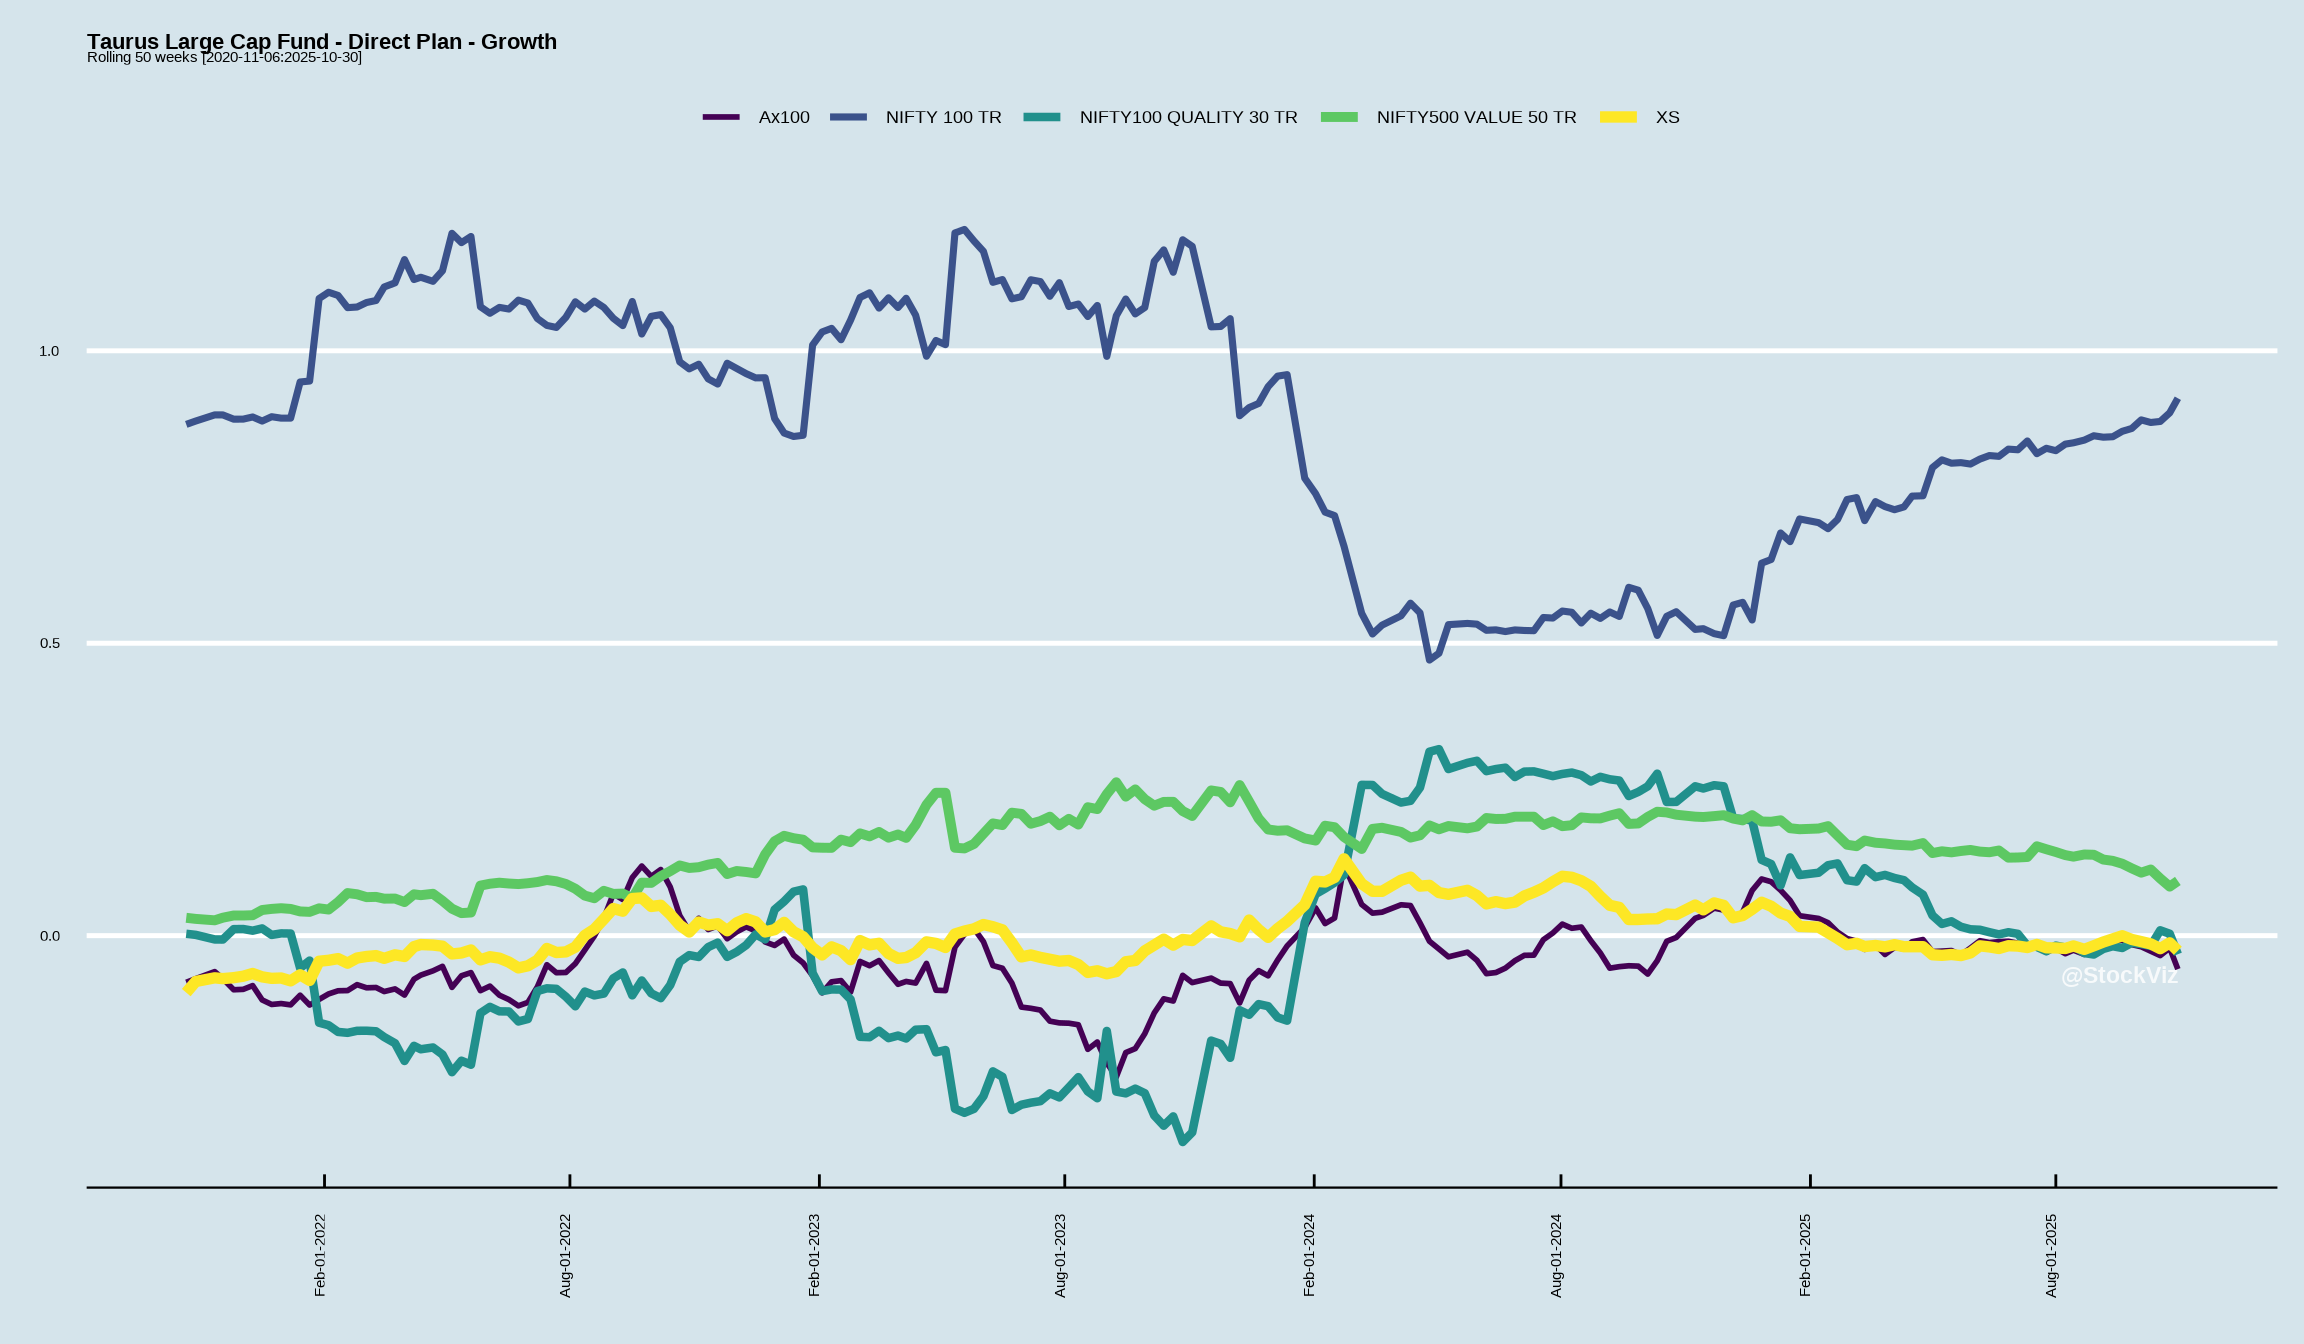 Taurus Large Cap Fund - Direct Plan - Growth
Rolling 50 weeks [2020-11-06:2025-10-30]
Ax100 NIFTY 100 TR NIFTY100 QUALITY 30 TR NIFTY500 VALUE 50 TR XS
1.0
0.5
0.0
@StockViz
Feb-01-2022
Aug-01-2022
Feb-01-2023
Aug-01-2023
Feb-01-2024
Aug-01-2024
Feb-01-2025
Aug-01-2025